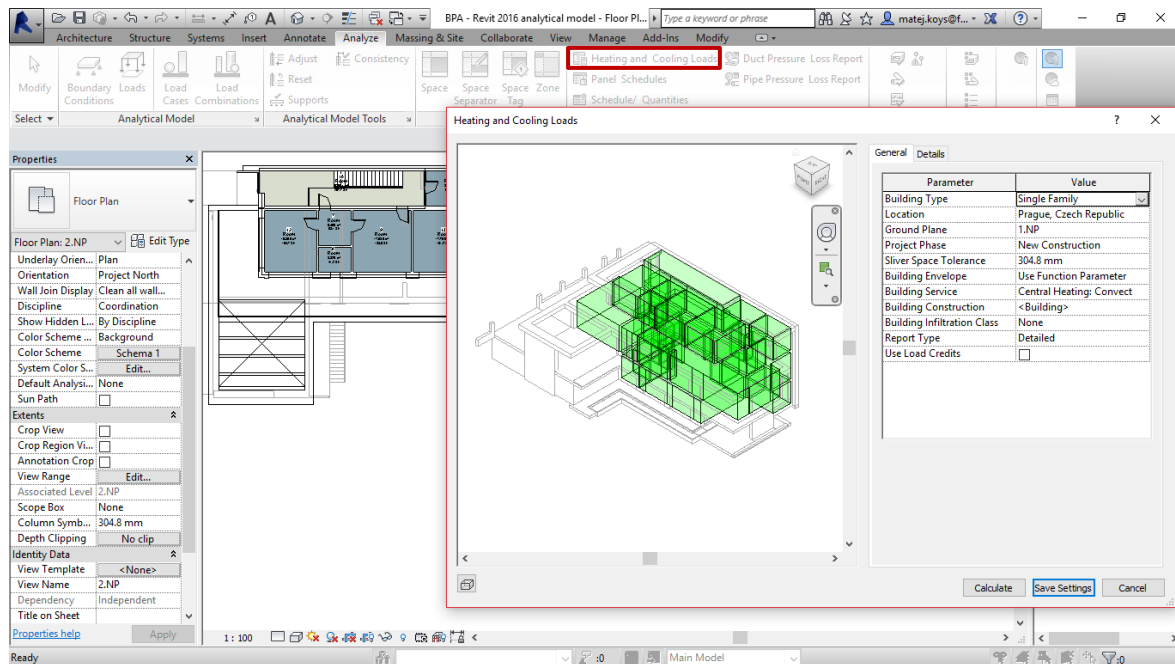 BPA - Revit 2016 analytical model - Floor Pl...
Type a keyword or phrase
matej.koys@f...
Architecture Structure Systems Insert Annotate Analyze Massing & Site Collaborate View Manage Add-Ins Modify
Modify
Boundary Conditions
Loads
Load Cases
Load Combinations
Adjust
Reset
Supports
Consistency
Space
Space Separator
Space Tag
Zone
Heating and Cooling Loads
Panel Schedules
Schedule/ Quantities
Duct Pressure Loss Report
Pipe Pressure Loss Report
Select
Analytical Model
Analytical Model Tools
Properties
Floor Plan
Floor Plan: 2.NP
Edit Type
Underlay Orien... Plan
Orientation Project North
Wall Join Display Clean all wall...
Discipline Coordination
Show Hidden L... By Discipline
Color Scheme ... Background
Color Scheme Schema 1
System Color S... Edit...
Default Analysi... None
Sun Path
Extents
Crop View
Crop Region Vi...
Annotation Crop
View Range Edit...
Associated Level 2.NP
Scope Box None
Column Symb... 304.8 mm
Depth Clipping No clip
Identity Data
View Template <None>
View Name 2.NP
Dependency Independent
Title on Sheet
Properties help
Apply
Room
Room
Room
Room
Heating and Cooling Loads
General Details
Parameter Value
Building Type Single Family
Location Prague, Czech Republic
Ground Plane 1.NP
Project Phase New Construction
Sliver Space Tolerance 304.8 mm
Building Envelope Use Function Parameter
Building Service Central Heating: Convect
Building Construction <Building>
Building Infiltration Class None
Report Type Detailed
Use Load Credits
Calculate Save Settings Cancel
1 : 100
Ready
:0
Main Model
:0